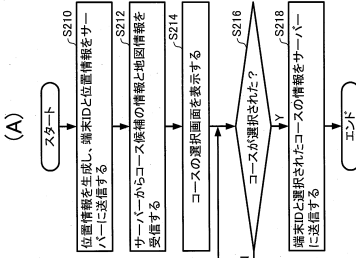 (A)
スタート
S210
位置情報を生成し、端末IDと位置情報をサー
バーに送信する
S212
サーバーからコース候補の情報と地図情報を
受信する
S214
コースの選択画面を表示する
S216
コースが選択された？
Y
S218
端末IDと選択されたコースの情報をサーバー
に送信する
エンド